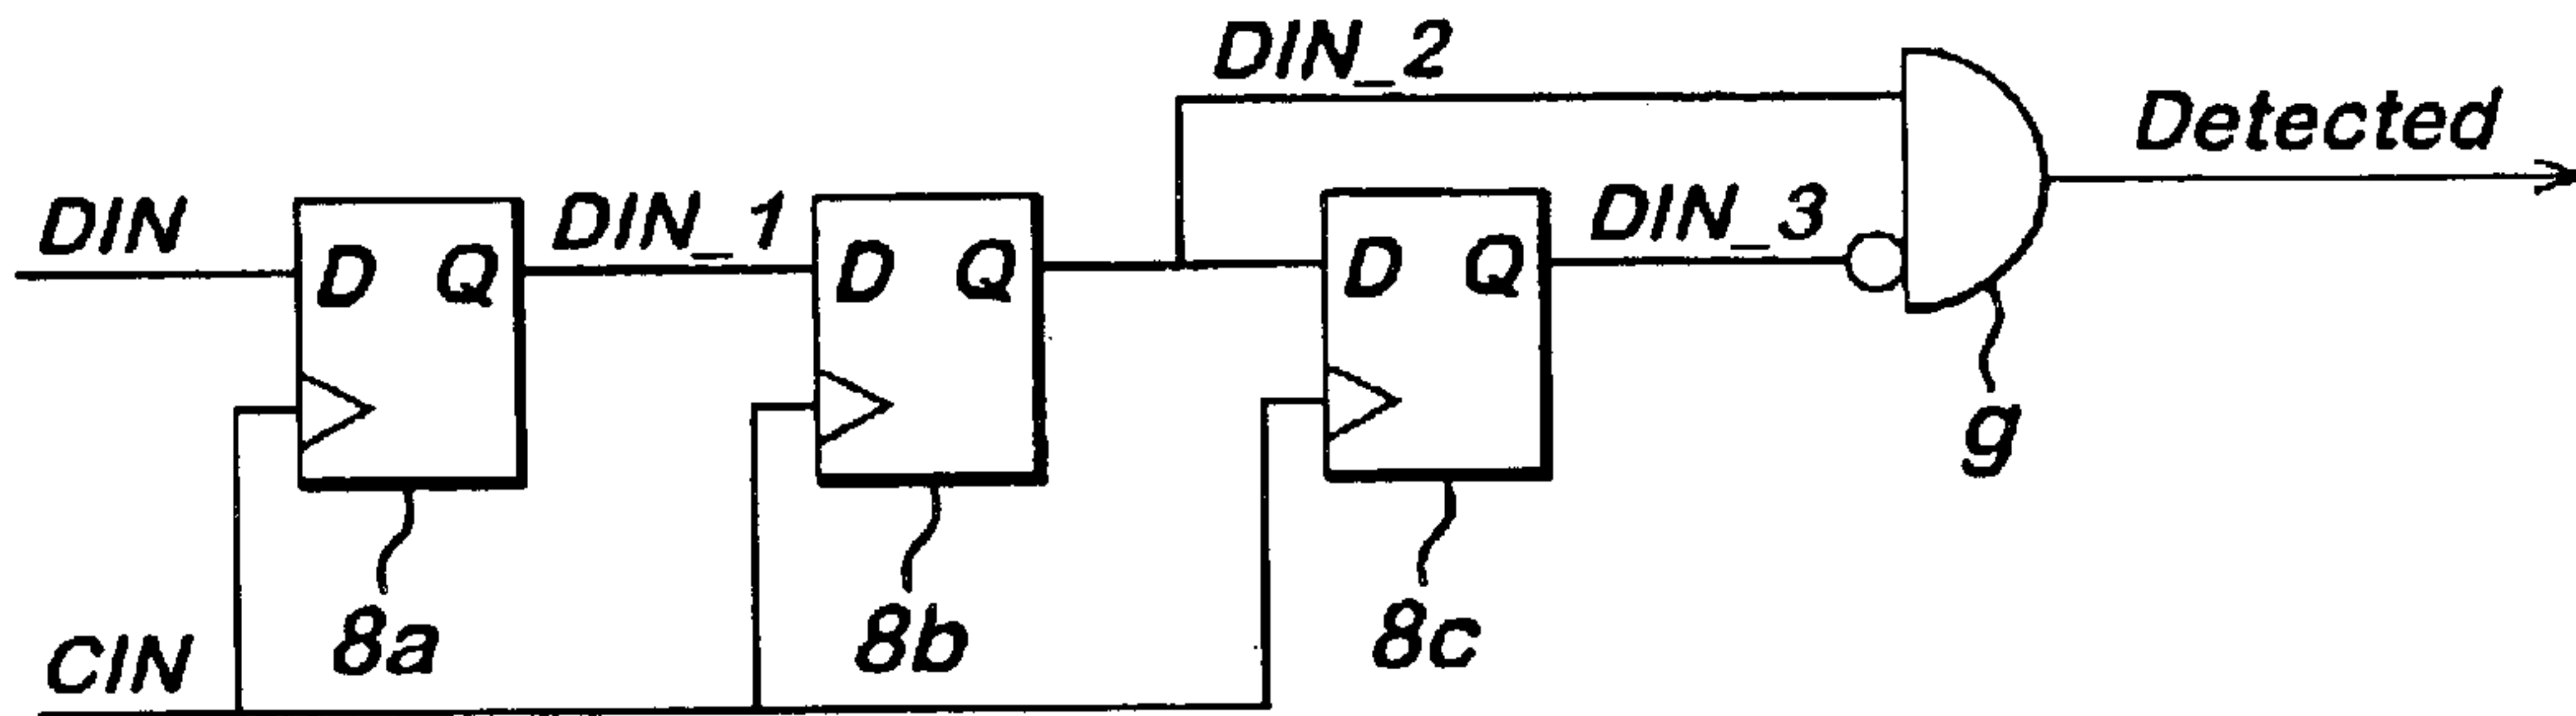 DIN_2
Detected
DIN
DIN_1
DIN_3
D Q
D Q
D Q
g
8a
8b
8c
CIN